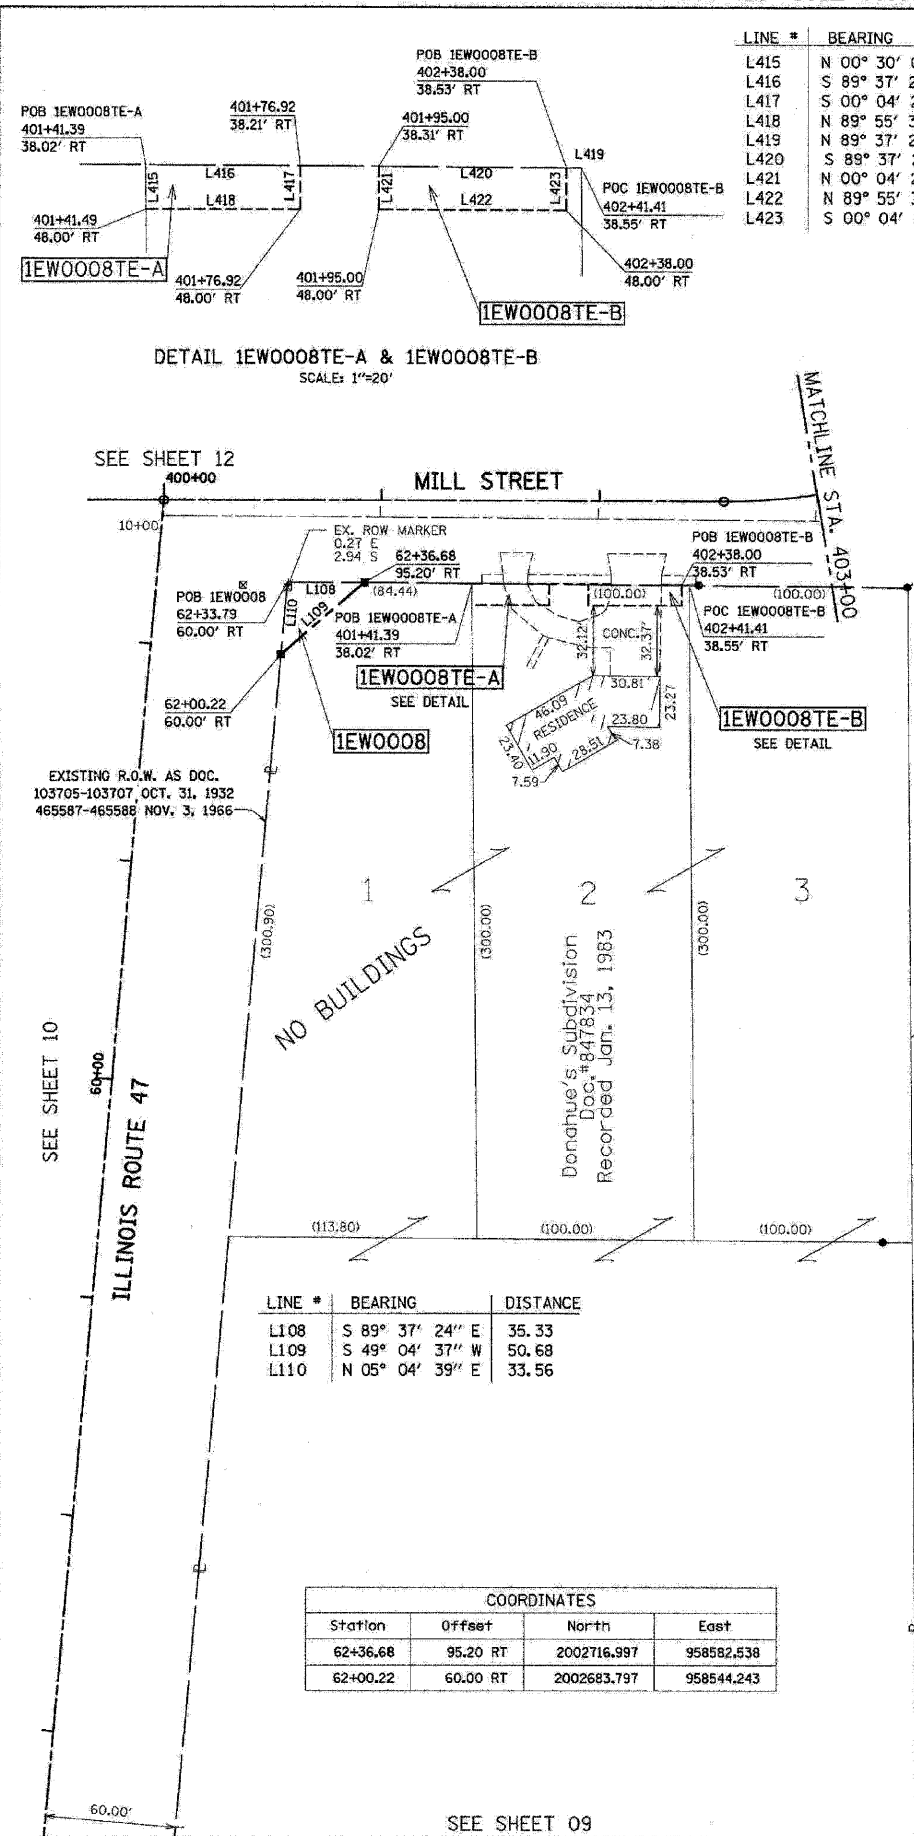 LINE # BEARING
L415 N 00° 30'
L416 S 89° 37' 2
L417 S 00° 04' 2
L418 N 89° 55' 3
L419 N 89° 37' 2
L420 S 89° 37' 2
L421 N 00° 04' 2
L422 N 89° 55' 3
L423 S 00° 04'
POB 1EW0008TE-B
402+38.00
38.53' RT
POB 1EW0008TE-A
401+41.39
38.02' RT
401+76.92
38.21' RT
401+95.00
38.31' RT
L419
L415
L416
L417
L418
L421
L420
L422
L423
POC 1EW0008TE-B
402+41.41
38.55' RT
401+41.49
48.00' RT
1EW0008TE-A
401+76.92
48.00' RT
401+95.00
48.00' RT
402+38.00
48.00' RT
1EW0008TE-B
DETAIL 1EW0008TE-A & 1EW0008TE-B
SCALE: 1"=20'
MATCHLINE STA. 403+00
SEE SHEET 12
400+00
MILL STREET
10+00
EX. ROW MARKER
0.27 E
2.94 S
62+36.68
95.20' RT
POB 1EW0008TE-B
402+38.00
38.53' RT
POB 1EW0008
62+33.79
60.00' RT
L108
L110
L109
(84.44)
(100.00)
(100.00)
POB 1EW0008TE-A
401+41.39
38.02' RT
POC 1EW0008TE-B
402+41.41
38.55' RT
CONC.
32.12'
32.37'
1EW0008TE-A
SEE DETAIL
62+00.22
60.00' RT
1EW0008
30.81'
46.09
RESIDENCE
23.80
23.27
23.40
11.90
28.51
7.38
7.59
1EW0008TE-B
SEE DETAIL
EXISTING R.O.W. AS DOC.
103705-103707 OCT. 31, 1932
465587-465588 NOV. 3, 1966
1
2
3
(300.90)
(300.00)
(300.00)
NO BUILDINGS
Donahue's Subdivision
Doc.#847834
Recorded Jan. 13, 1983
SEE SHEET 10
60+00
ILLINOIS ROUTE 47
(113.80)
(100.00)
(100.00)
LINE # BEARING DISTANCE
L108 S 89° 37' 24" E 35.33
L109 S 49° 04' 37" W 50.68
L110 N 05° 04' 39" E 33.56
COORDINATES
Station Offset North East
62+36.68 95.20 RT 2002716.997 958582.538
62+00.22 60.00 RT 2002683.797 958544.243
60.00'
SEE SHEET 09